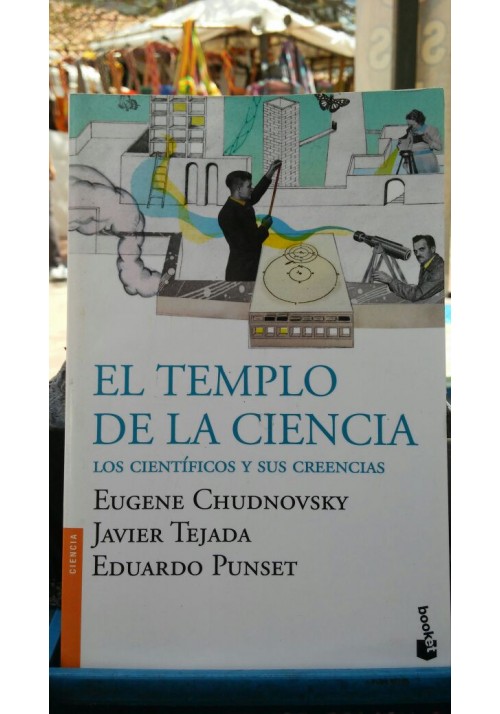 EL TEMPLO
DE LA CIENCIA
LOS CIENTÍFICOS Y SUS CREENCIAS
EUGENE CHUDNOVSKY
JAVIER TEJADA
EDUARDO PUNSET
CIENCIA
booket